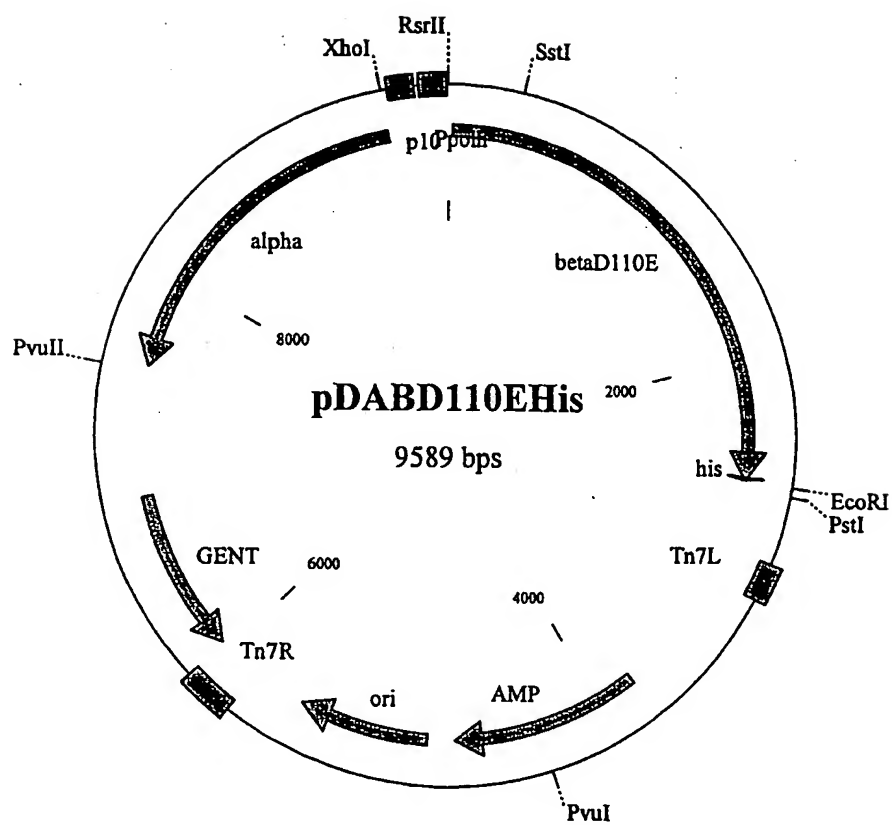 RsrII
XhoI
SstI
p10
Ppolh
alpha
betaD110E
PvuII
8000
2000
pDABD110EHis
9589 bps
his
EcoRI
PstI
GENT
Tn7L
6000
4000
Tn7R
ori
AMP
PvuI